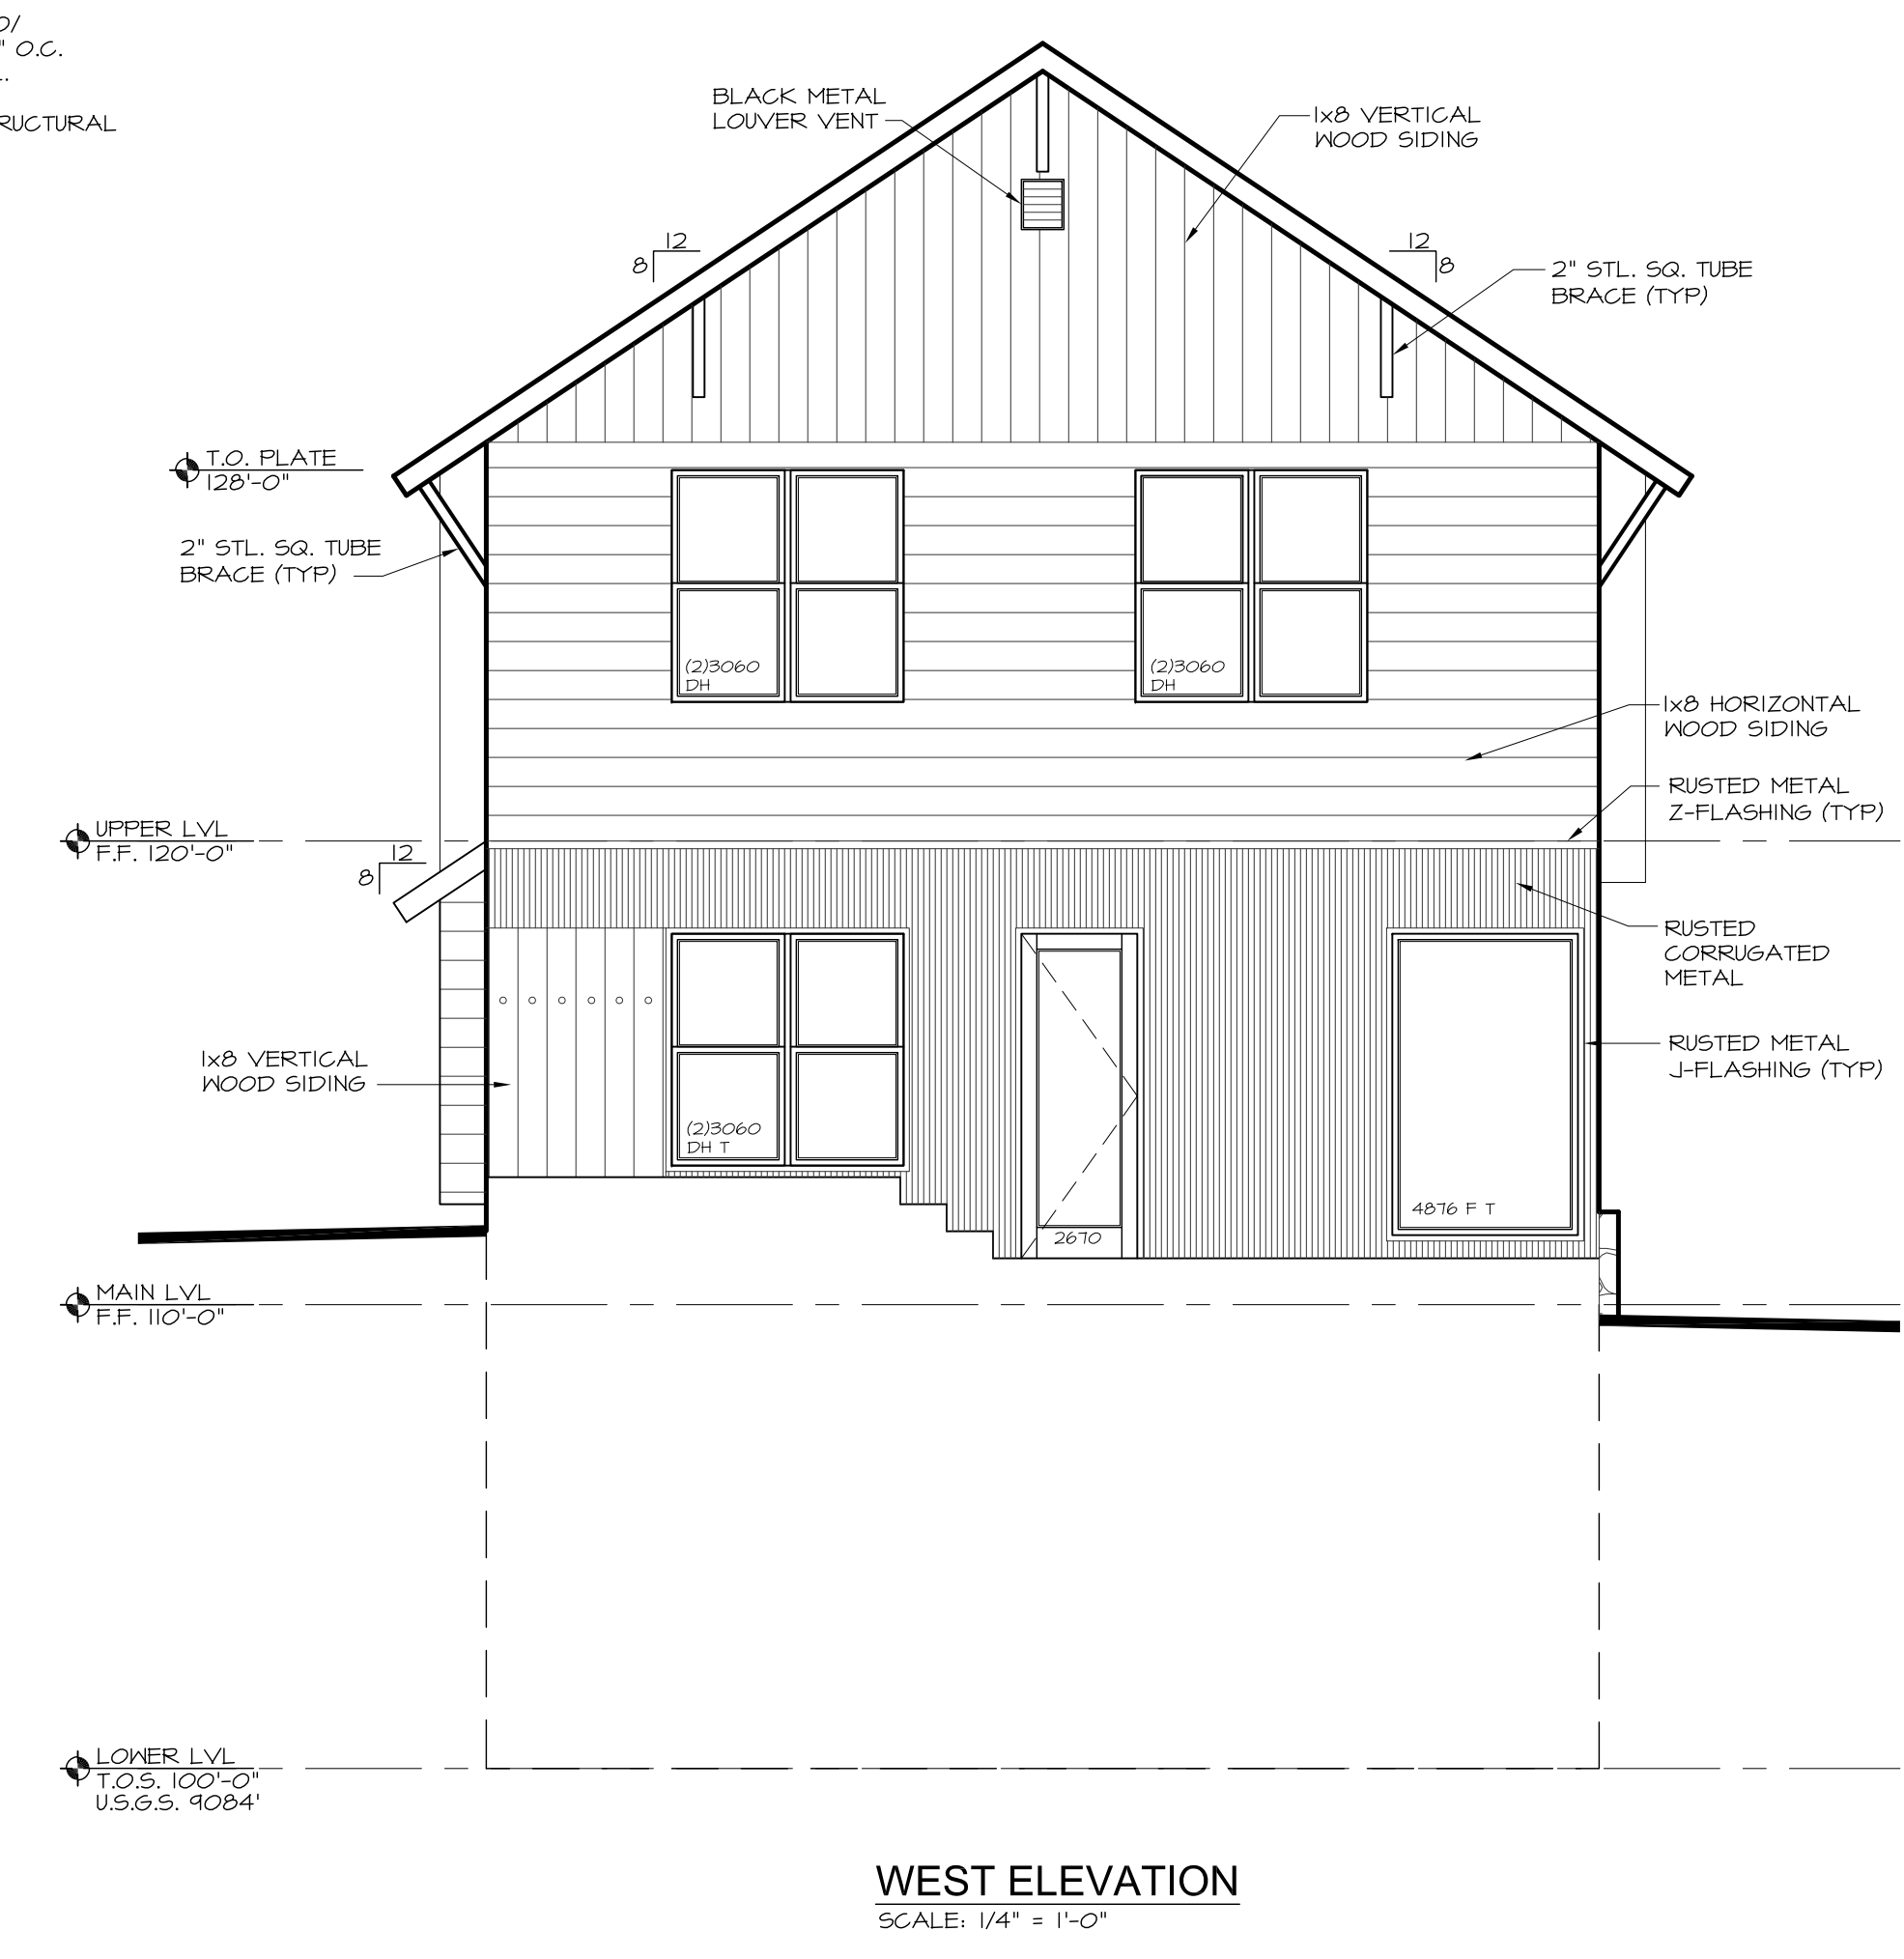 O/
" O.C.
RUCTURAL
BLACK METAL
LOUVER VENT
1x8 VERTICAL
WOOD SIDING
12
8
12
8
2" STL. SQ. TUBE
BRACE (TYP)
T.O. PLATE
128'-0"
2" STL. SQ. TUBE
BRACE (TYP)
(2)3060
DH
(2)3060
DH
1x8 HORIZONTAL
WOOD SIDING
RUSTED METAL
Z-FLASHING (TYP)
UPPER LVL
F.F. 120'-0"
12
8
RUSTED
CORRUGATED
METAL
RUSTED METAL
J-FLASHING (TYP)
1x8 VERTICAL
WOOD SIDING
(2)3060
DH T
4876 F T
2670
MAIN LVL
F.F. 110'-0"
LOWER LVL
T.O.S. 100'-0"
U.S.G.S. 9084'
WEST ELEVATION
SCALE: 1/4" = 1'-0"